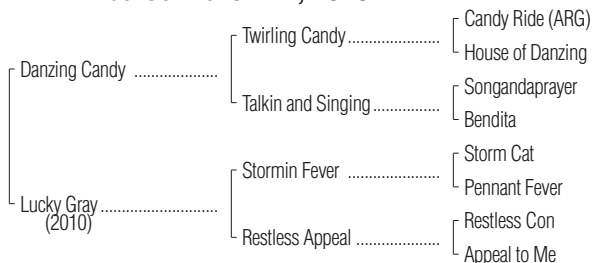 Candy Ride (ARG)
Twirling Candy ..................
House of Danzing
Danzing Candy ....................
Songandaprayer
Talkin and Singing ................
Bendita
Storm Cat
Stormin Fever ......................
Pennant Fever
Lucky Gray ............................
(2010)
Restless Con
Restless Appeal ....................
Appeal to Me